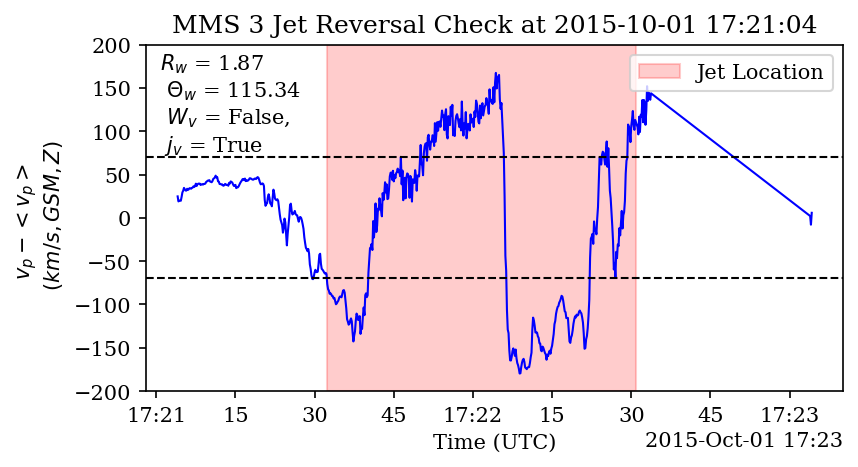 MMS 3 Jet Reversal Check at 2015-10-01 17:21:04
200
150
100
50
0
−50
−100
−150
−200
v_p − <v_p>
(km/s, GSM, Z)
R_w = 1.87
Θ_w = 115.34
W_v = False,
j_v = True
Jet Location
17:21 15 30 45 17:22 15 30 45 17:23
Time (UTC)
2015-Oct-01 17:23